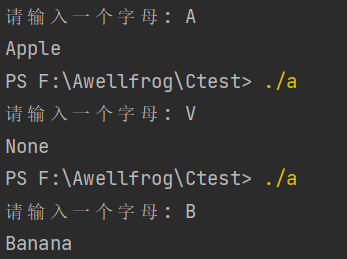 请输入一个字母: A
Apple
PS F:\Awellfrog\Ctest> ./a
请输入一个字母: V
None
PS F:\Awellfrog\Ctest> ./a
请输入一个字母: B
Banana